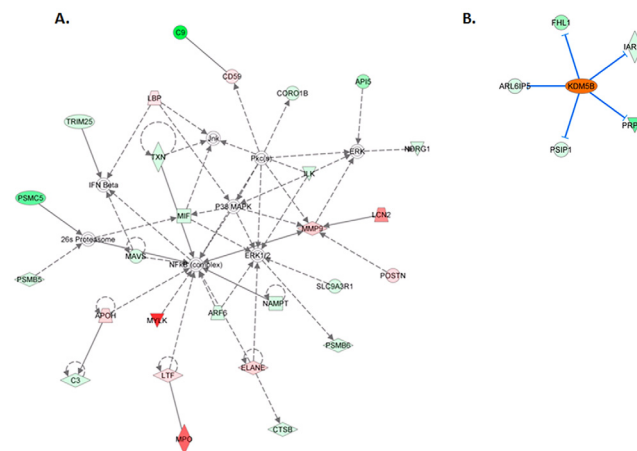 A.
B.
C9
FHL1
CD59
IAR
LBP
CORO1B
API5
ARL6IP5
KDM5B
TRIM25
Jnk
PRP
TXN
Pkc(s)
ERK
NDRG1
PSIP1
ILK
IFN Beta
PSMC5
P38 MAPK
MIF
LCN2
MMP9
26s Proteasome
MAVS
ERK1/2
NFkB (complex)
POSTN
PSMB5
SLC9A3R1
NAMPT
APOH
MYLK
ARF6
PSMB6
C3
LTF
ELANE
CTSB
MPO